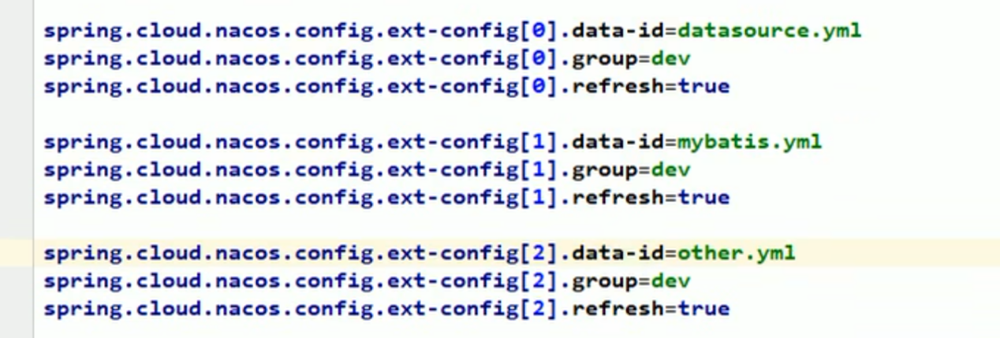 spring.cloud.nacos.config.ext-config[0].data-id=datasource.yml
spring.cloud.nacos.config.ext-config[0].group=dev
spring.cloud.nacos.config.ext-config[0].refresh=true
spring.cloud.nacos.config.ext-config[1].data-id=mybatis.yml
spring.cloud.nacos.config.ext-config[1].group=dev
spring.cloud.nacos.config.ext-config[1].refresh=true
spring.cloud.nacos.config.ext-config[2].data-id=other.yml
spring.cloud.nacos.config.ext-config[2].group=dev
spring.cloud.nacos.config.ext-config[2].refresh=true